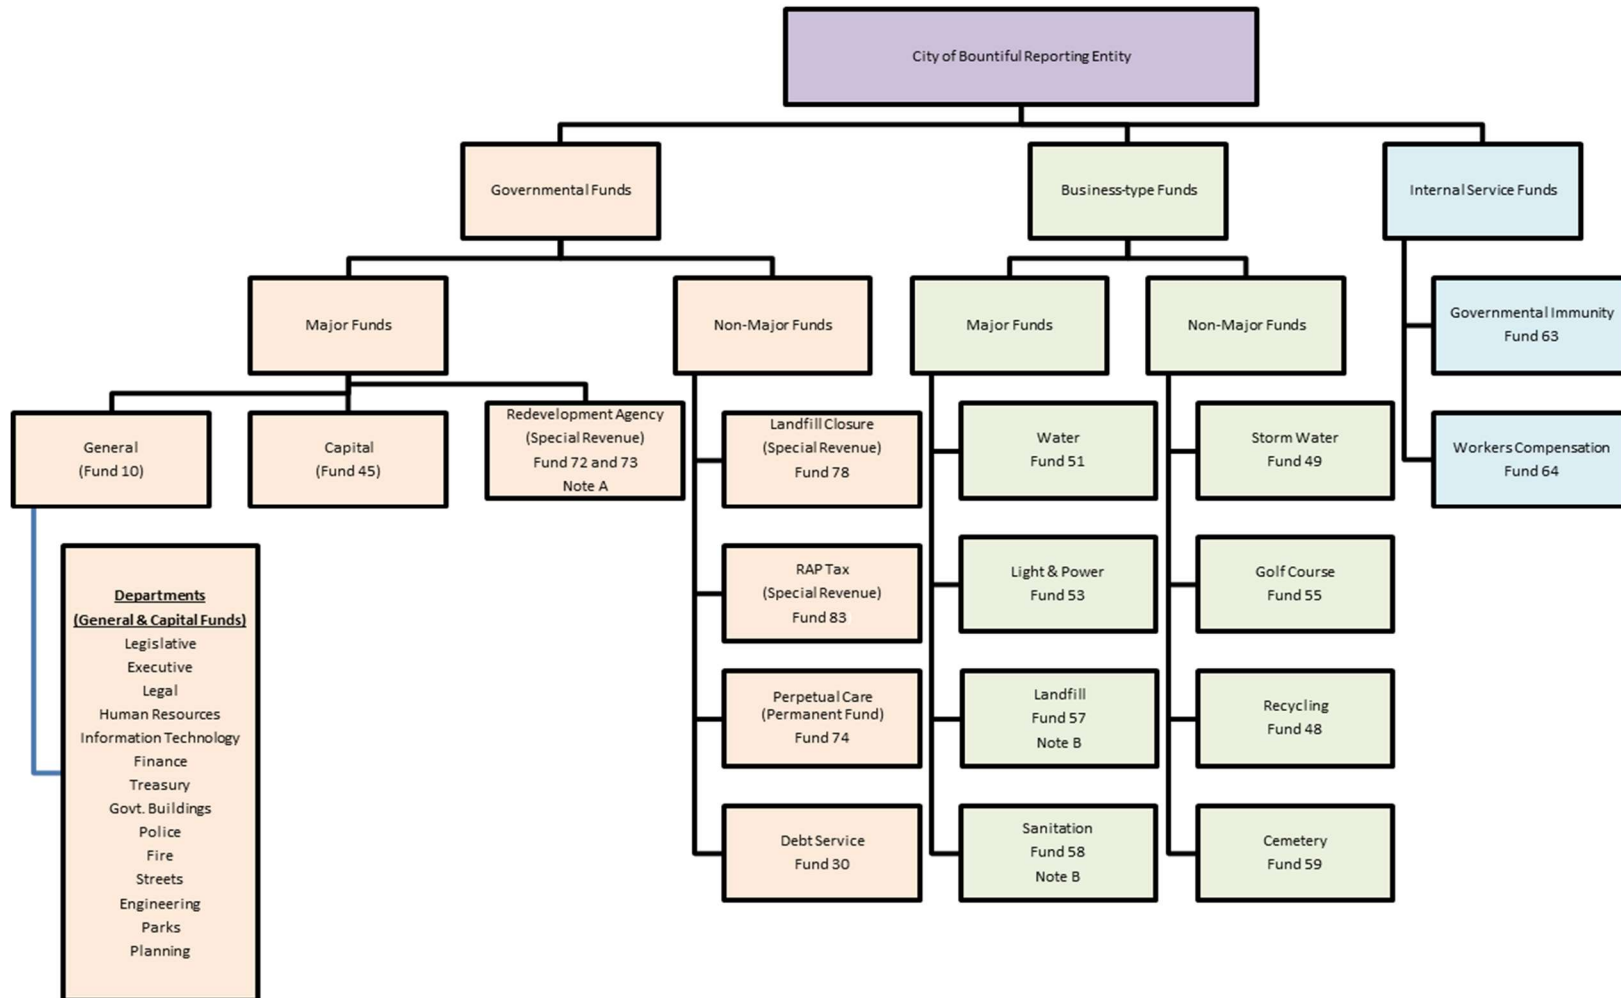 City of Bountiful Reporting Entity
Governmental Funds
Business-type Funds
Internal Service Funds
Major Funds
Non-Major Funds
Major Funds
Non-Major Funds
Governmental Immunity
Fund 63
General
(Fund 10)
Capital
(Fund 45)
Redevelopment Agency
(Special Revenue)
Fund 72 and 73
Note A
Landfill Closure
(Special Revenue)
Fund 78
Water
Fund 51
Storm Water
Fund 49
Workers Compensation
Fund 64
Departments
(General & Capital Funds)
Legislative
Executive
Legal
Human Resources
Information Technology
Finance
Treasury
Govt. Buildings
Police
Fire
Streets
Engineering
Parks
Planning
RAP Tax
(Special Revenue)
Fund 83
Light & Power
Fund 53
Golf Course
Fund 55
Perpetual Care
(Permanent Fund)
Fund 74
Landfill
Fund 57
Note B
Recycling
Fund 48
Debt Service
Fund 30
Sanitation
Fund 58
Note B
Cemetery
Fund 59